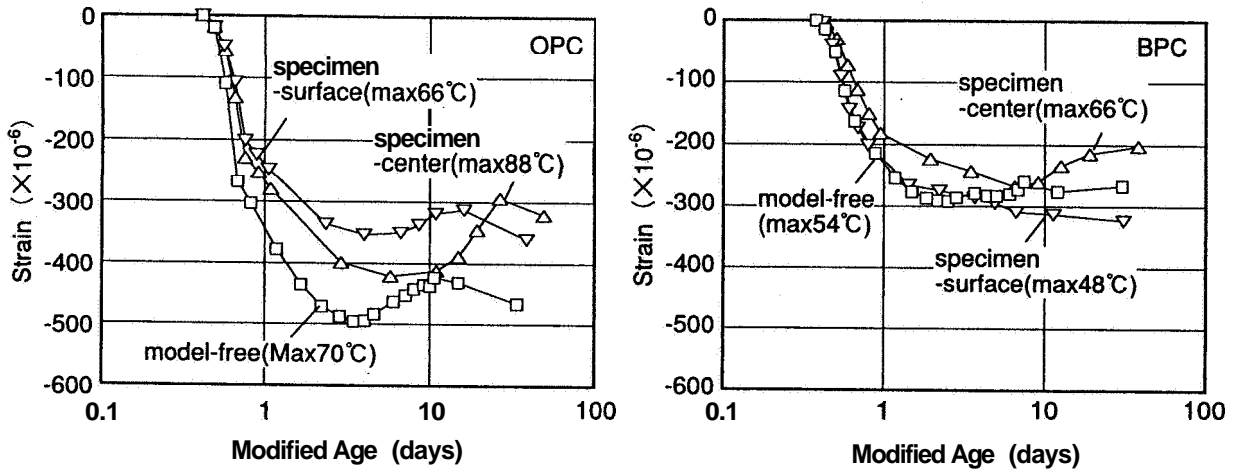 0
-100
-200
-300
-400
-500
-600
Strain (×10⁻⁶)
OPC
specimen
-surface(max66℃)
specimen
-center(max88℃)
model-free(Max70℃)
0.1
1
10
100
Modified Age (days)
0
-100
-200
-300
-400
-500
-600
Strain (×10⁻⁶)
BPC
specimen
-center(max66℃)
model-free
(max54℃)
specimen
-surface(max48℃)
0.1
1
10
100
Modified Age (days)